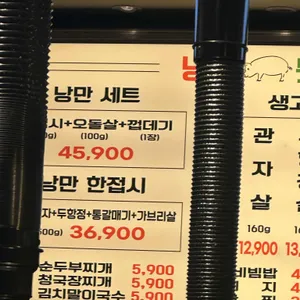 낭만 세트
시+오돌살+껍데기
(100g) (1장)
45,900
낭만 한접시
자+두항정+통갈매기+가브리살
600g) 36,900
순두부찌개 5,900
청국장찌개 5,900
김치말이국수 5,900
생고
관
자
살
160g
12,900 13,
비빔밥
지